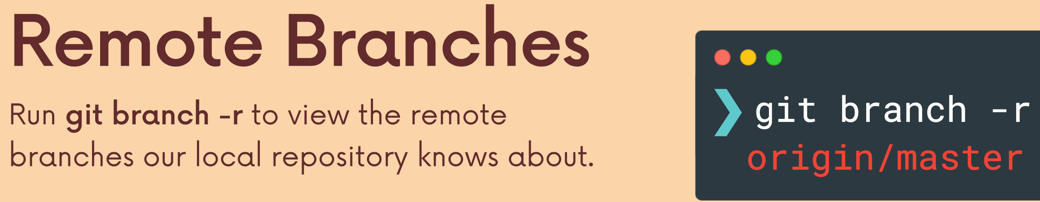 Remote Branches
Run git branch -r to view the remote
branches our local repository knows about.
❯ git branch -r
origin/master